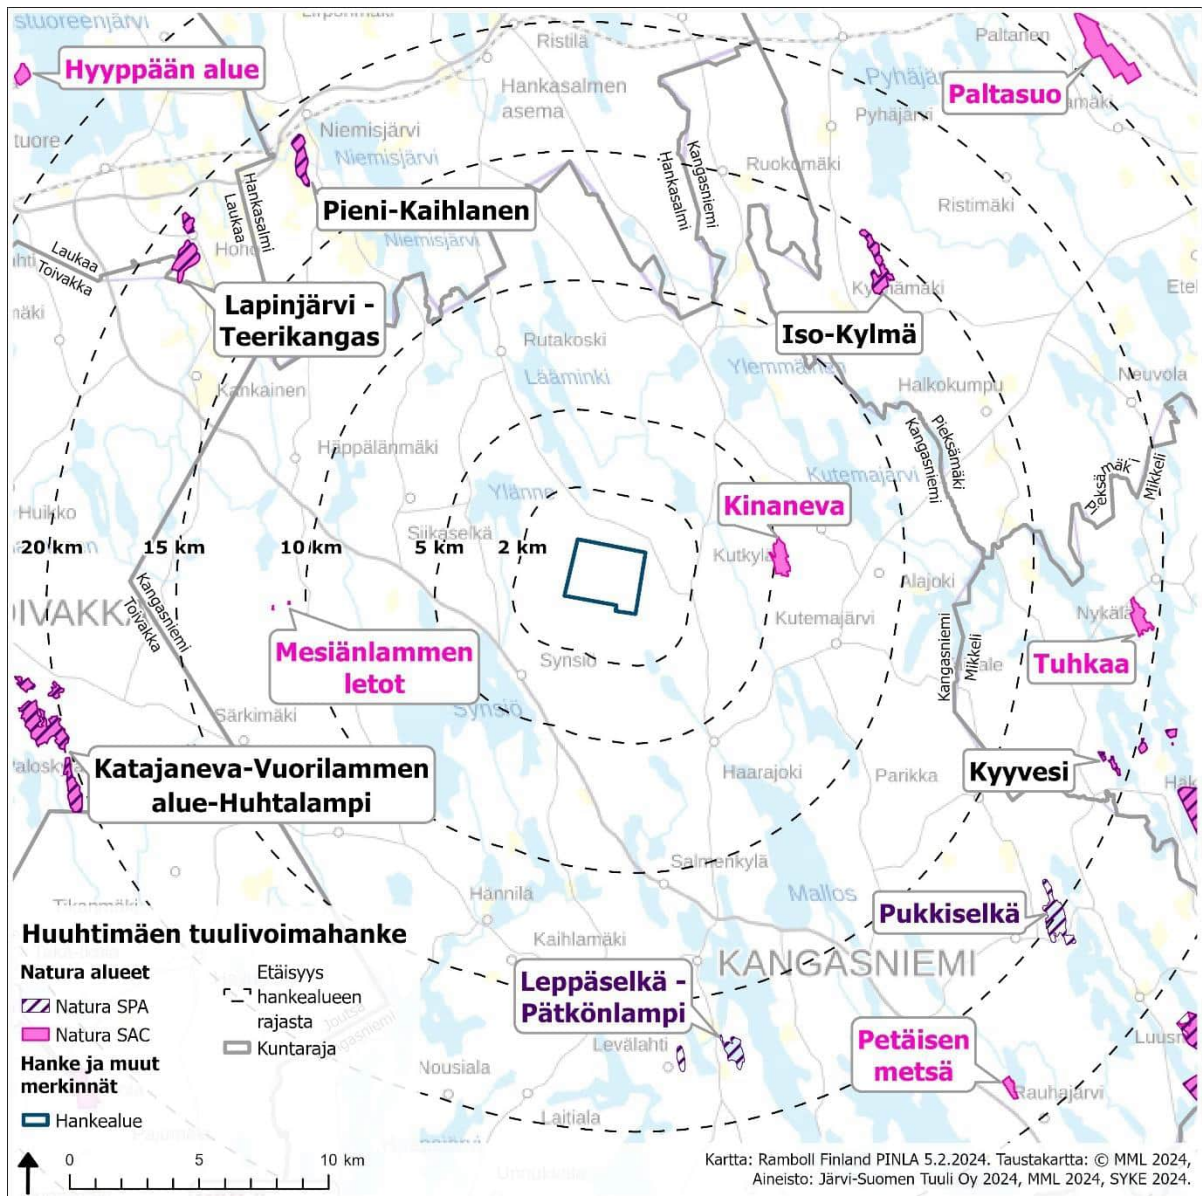 stuoreenjärvi
Ristilä
Paltanen
Hyyppään alue
Hankasalmen
asema
Pyhäjärvi
Paltasuo
Pyhäjärvi
Niemisjärvi
Niemisjärvi
Hankasalmi
Laukaa
Hankasalmi
Kangasniemi
Ruokomäki
Pieni-Kaihlanen
Ristimäki
Niemisjärvi
Laukaa
Toivakka
Lapinjärvi -
Teerikangas
Iso-Kylmä
Rutakoski
Lääminki
Ylemmäinen
Kankainen
Halkokumpu
Neuvola
Häppälänmäki
Kangasniemi
Pieksämäki
Kutemajärvi
Pieksämäki
Mikkeli
Ylänne
Kinaneva
Huikko
Siikaselkä
20 km
15 km
10 km
5 km
2 km
Kutkylä
Alajoki
Kangasniemi
Toivakka
Nykälä
Kutemajärvi
Kangasniemi
Mikkeli
Mesiänlammen
letot
Synsiö
Tuhkaa
Synsiö
Särkimäki
Katajaneva-Vuorilammen
alue-Huhtalampi
Haarajoki
Parikka
Kyyvesi
Salmenkylä
Hännilä
Mallos
Pukkiselkä
Kaihlamäki
KANGASNIEMI
Leppäselkä -
Pätkönlampi
Levälahti
Petäisen
metsä
Nousiala
Rauhajärvi
Laitiala
Huuhtimäen tuulivoimahanke
Natura alueet
Natura SPA
Natura SAC
Hanke ja muut
merkinnät
Hankealue
Etäisyys
hankealueen
rajasta
Kuntaraja
0 5 10 km
Kartta: Ramboll Finland PINLA 5.2.2024. Taustakartta: © MML 2024,
Aineisto: Järvi-Suomen Tuuli Oy 2024, MML 2024, SYKE 2024.